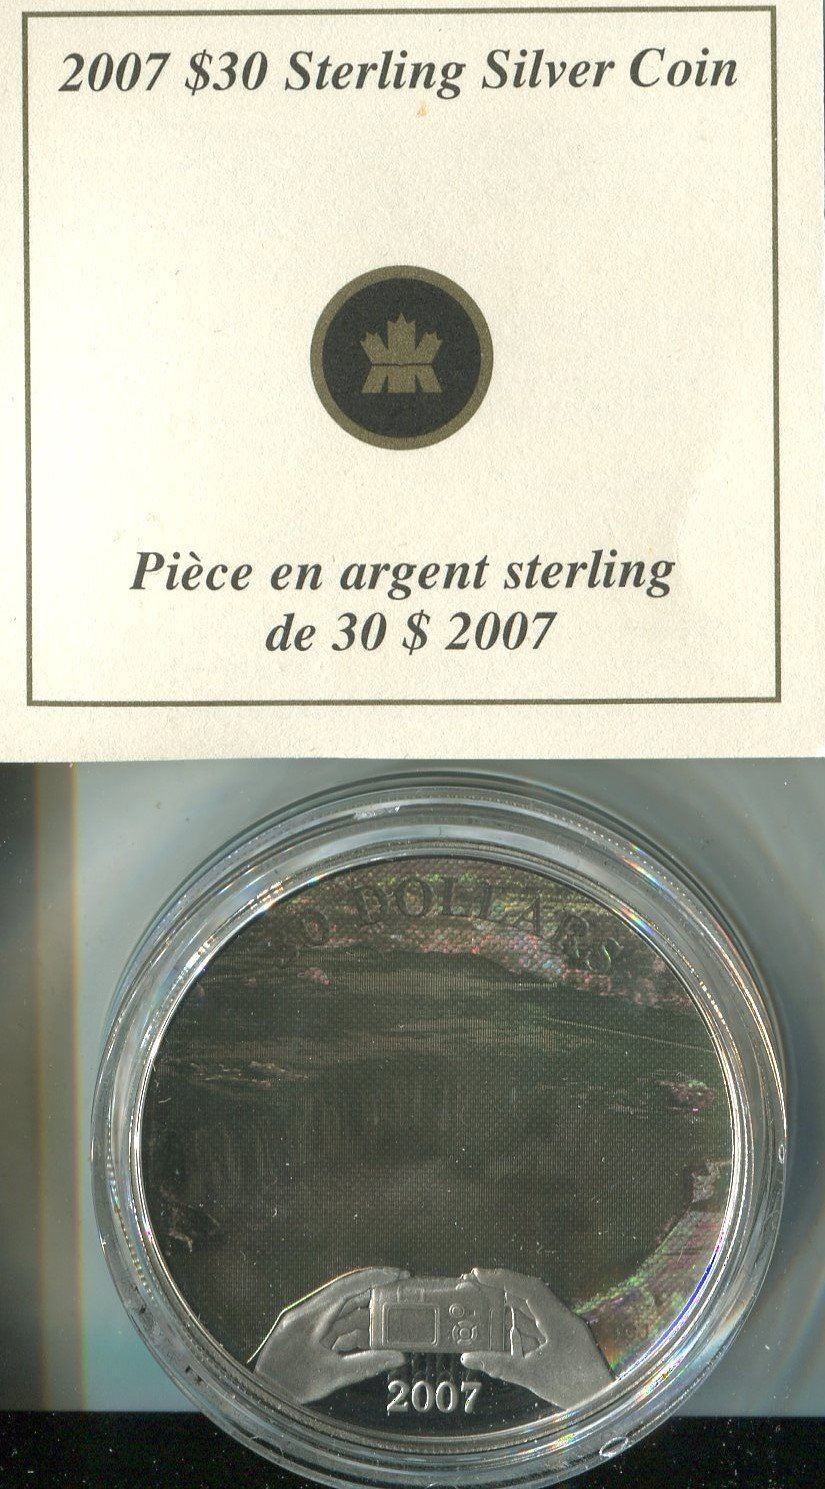 2007 $30 Sterling Silver Coin
Pièce en argent sterling
de 30 $ 2007
30 DOLLARS
2007